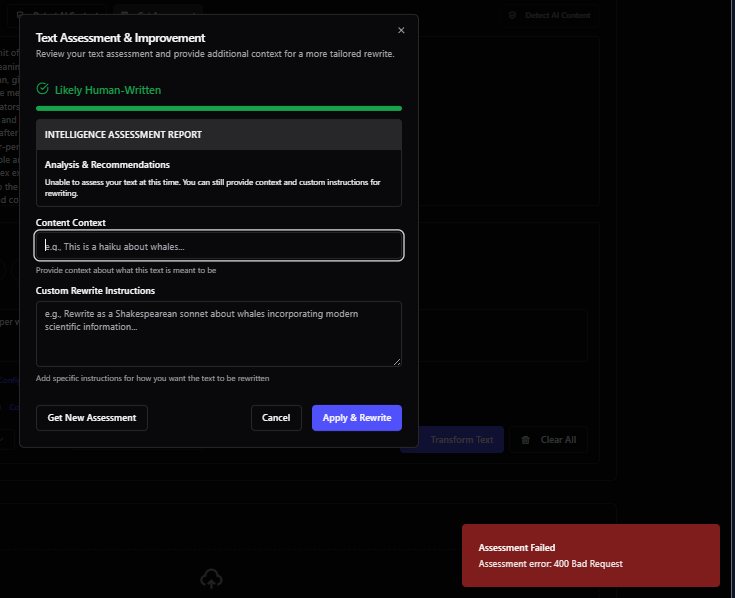 Detect AI Content
Text Assessment & Improvement
Review your text assessment and provide additional context for a more tailored rewrite.
Likely Human-Written
INTELLIGENCE ASSESSMENT REPORT
Analysis & Recommendations
Unable to assess your text at this time. You can still provide context and custom instructions for
rewriting.
Content Context
e.g., This is a haiku about whales...
Provide context about what this text is meant to be
Custom Rewrite Instructions
e.g., Rewrite as a Shakespearean sonnet about whales incorporating modern
scientific information...
Add specific instructions for how you want the text to be rewritten
Get New Assessment
Cancel
Apply & Rewrite
Transform Text
Clear All
Assessment Failed
Assessment error: 400 Bad Request